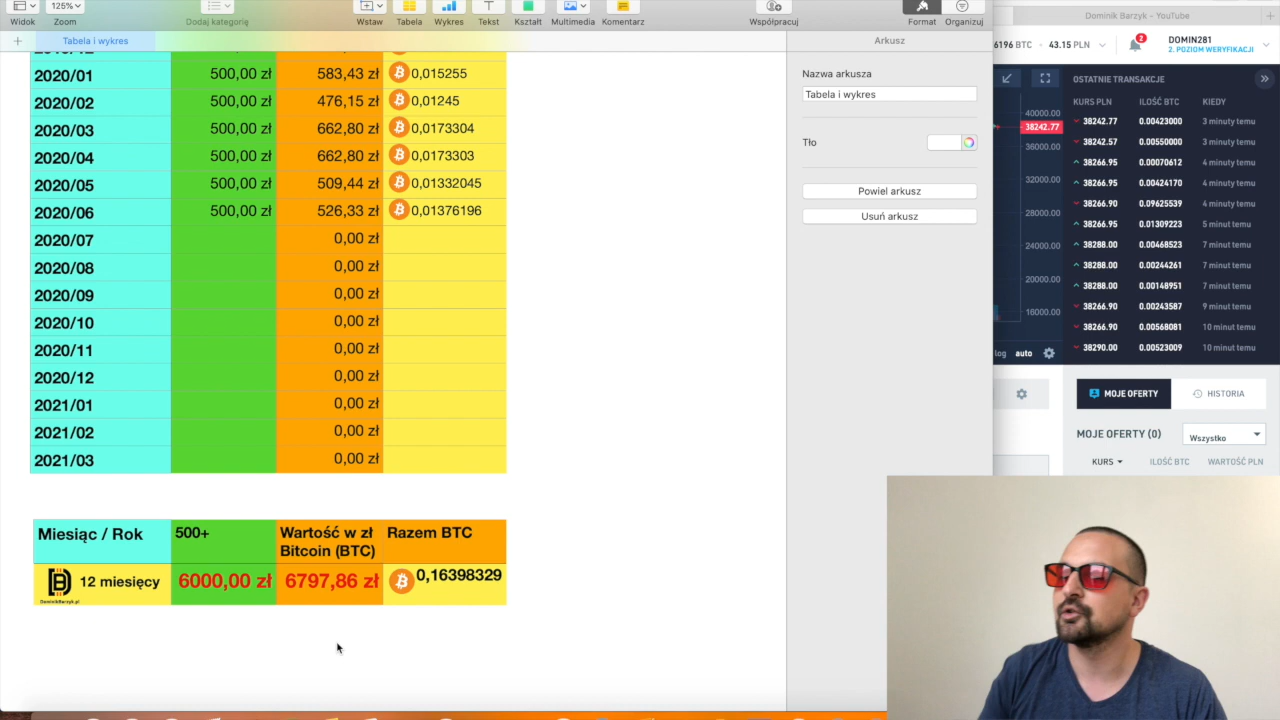 125%
Widok
Zoom
Dodaj kategorię
Wstaw
Tabela
Wykres
Tekst
Kształt
Multimedia
Komentarz
Współpracuj
Format
Organizuj
Tabela i wykres
Arkusz
2020/01 500,00 zł 583,43 zł 0,015255
2020/02 500,00 zł 476,15 zł 0,01245
2020/03 500,00 zł 662,80 zł 0,0173304
2020/04 500,00 zł 662,80 zł 0,0173303
2020/05 500,00 zł 509,44 zł 0,01332045
2020/06 500,00 zł 526,33 zł 0,01376196
2020/07 0,00 zł
2020/08 0,00 zł
2020/09 0,00 zł
2020/10 0,00 zł
2020/11 0,00 zł
2020/12 0,00 zł
2021/01 0,00 zł
2021/02 0,00 zł
2021/03 0,00 zł
Miesiąc / Rok 500+ Wartość w zł Razem BTC
Bitcoin (BTC)
12 miesięcy 6000,00 zł 6797,86 zł 0,16398329
DominikBarzyk.pl
Nazwa arkusza
Tabela i wykres
Tło
Powiel arkusz
Usuń arkusz
Dominik Barzyk - YouTube
6196 BTC 43.15 PLN
2
DOMIN281
2. POZIOM WERYFIKACJI
OSTATNIE TRANSAKCJE
KURS PLN ILOŚĆ BTC KIEDY
38242.77 0.00423000 3 minuty temu
38242.57 0.00550000 3 minuty temu
38266.95 0.00070612 4 minuty temu
38266.95 0.00424170 4 minuty temu
38266.90 0.09625539 4 minuty temu
38266.95 0.01309223 5 minut temu
38288.00 0.00468523 7 minut temu
38288.00 0.00244261 7 minut temu
38288.00 0.00148951 7 minut temu
38266.90 0.00243587 9 minut temu
38266.90 0.00568081 10 minut temu
38290.00 0.00523009 10 minut temu
40000.00
38242.77
36000.00
32000.00
28000.00
24000.00
20000.00
16000.00
log auto
MOJE OFERTY
HISTORIA
MOJE OFERTY (0)
Wszystko
KURS ILOŚĆ BTC WARTOŚĆ PLN